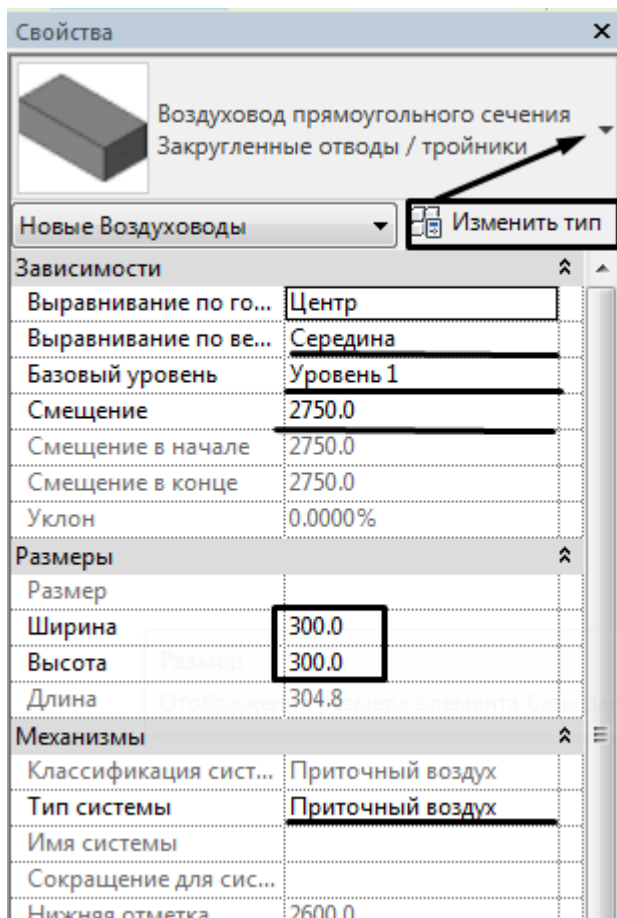 Свойства
Воздуховод прямоугольного сечения
Закругленные отводы / тройники
Новые Воздуховоды Изменить тип
Зависимости
Выравнивание по го... Центр
Выравнивание по ве... Середина
Базовый уровень Уровень 1
Смещение 2750.0
Смещение в начале 2750.0
Смещение в конце 2750.0
Уклон 0.0000%
Размеры
Размер
Ширина 300.0
Высота Размер 300.0
Длина 304.8
Механизмы
Классификация сист... Приточный воздух
Тип системы Приточный воздух
Имя системы
Сокращение для сис...
Нижняя отметка 2600.0